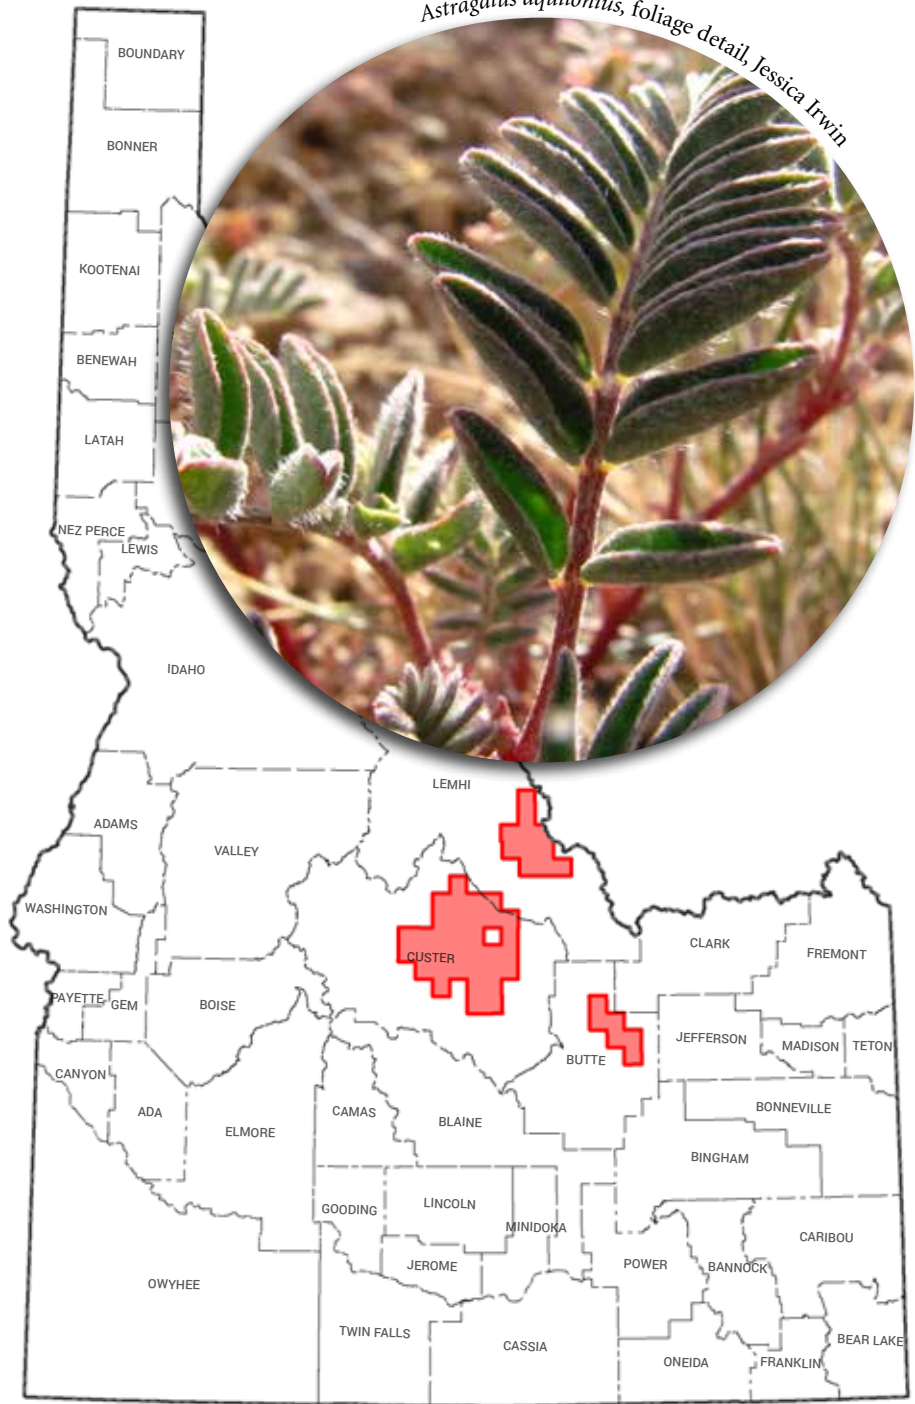 Astragalus aquilonius, foliage detail, Jessica Irwin
BOUNDARY
BONNER
KOOTENAI
BENEWAH
LATAH
NEZ PERCE
LEWIS
IDAHO
LEMHI
ADAMS
VALLEY
WASHINGTON
CUSTER
CLARK
FREMONT
PAYETTE
GEM
BOISE
JEFFERSON
MADISON
TETON
BUTTE
CANYON
ADA
CAMAS
BLAINE
BONNEVILLE
ELMORE
BINGHAM
GOODING
LINCOLN
MINIDOKA
CARIBOU
JEROME
POWER
BANNOCK
OWYHEE
TWIN FALLS
CASSIA
BEAR LAKE
ONEIDA
FRANKLIN